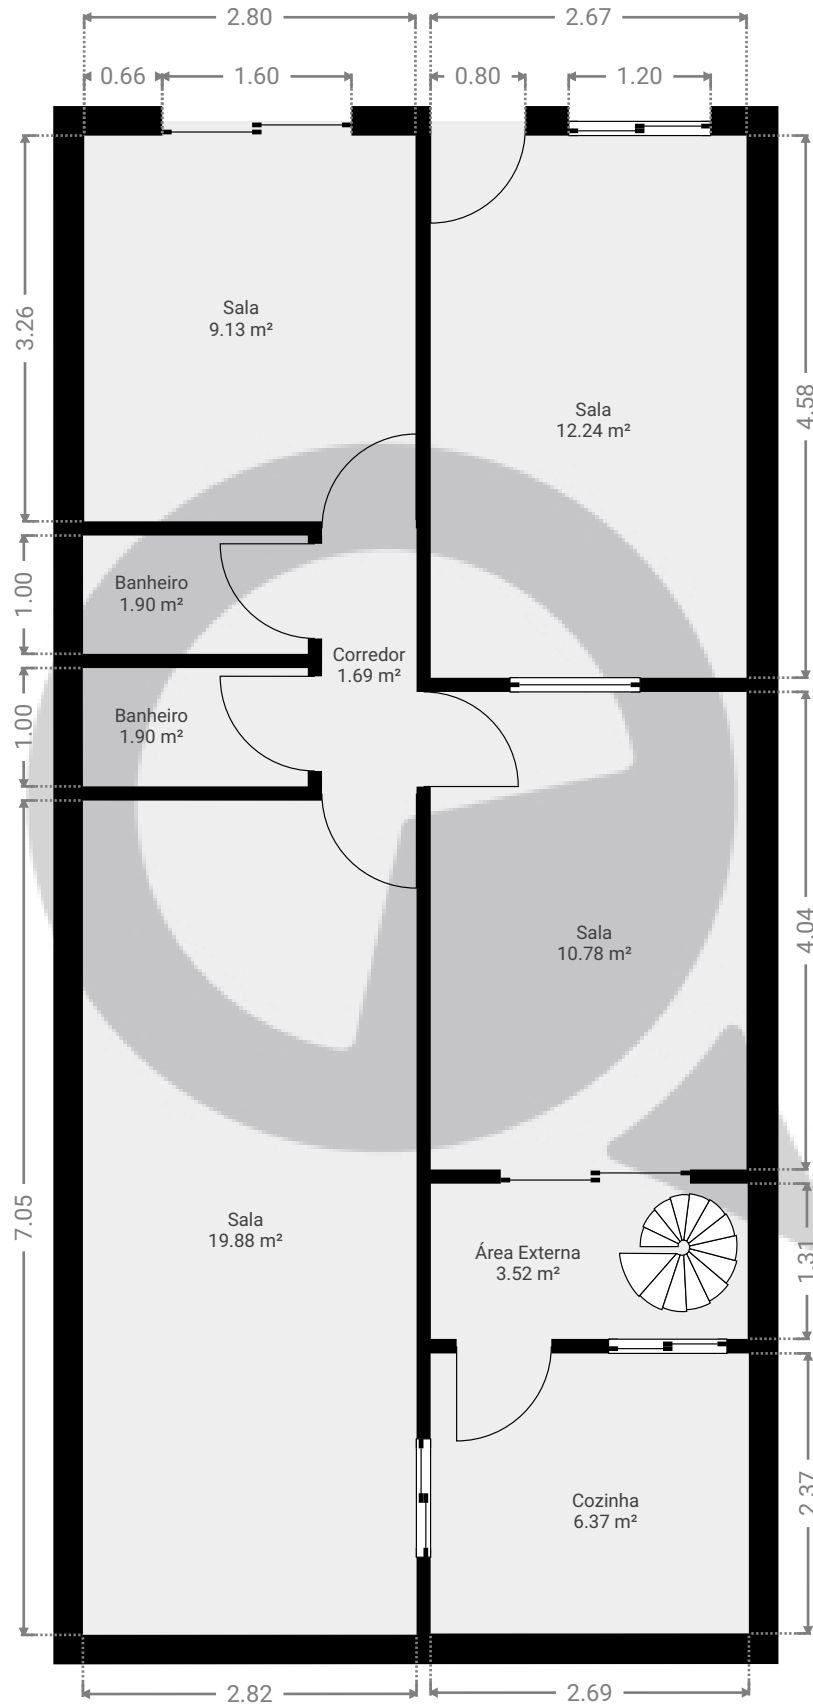 2.80
2.67
0.66
1.60
0.80
1.20
3.26
4.58
Sala
9.13 m²
Sala
12.24 m²
1.00
Banheiro
1.90 m²
Corredor
1.69 m²
1.00
Banheiro
1.90 m²
Sala
10.78 m²
4.04
7.05
Sala
19.88 m²
Área Externa
3.52 m²
1.31
Cozinha
6.37 m²
2.37
2.82
2.69